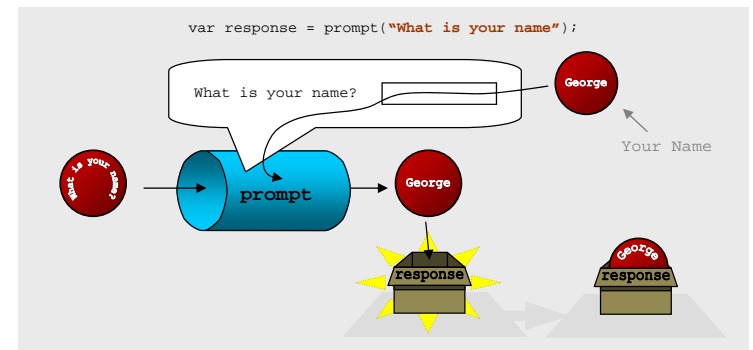 var response = prompt(“What is your name”);
What is your name?
George
Your Name
What is your name?
prompt
George
response
George
response